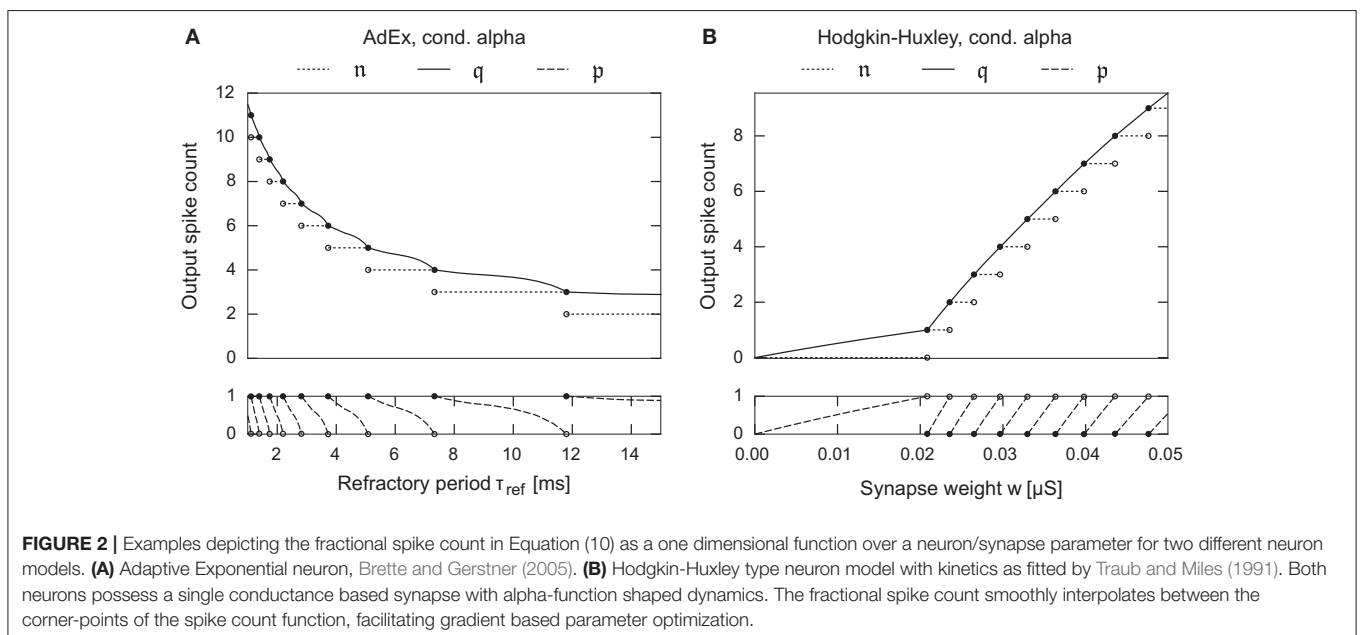 A AdEx, cond. alpha
𝔫 𝔮 𝔭
Output spike count
12
10
8
6
4
2
0
1
0
2 4 6 8 10 12 14
Refractory period τref [ms]
B Hodgkin-Huxley, cond. alpha
𝔫 𝔮 𝔭
Output spike count
8
6
4
2
0
1
0
0.00 0.01 0.02 0.03 0.04 0.05
Synapse weight w [µS]
FIGURE 2 | Examples depicting the fractional spike count in Equation (10) as a one dimensional function over a neuron/synapse parameter for two different neuron
models. (A) Adaptive Exponential neuron, Brette and Gerstner (2005). (B) Hodgkin-Huxley type neuron model with kinetics as fitted by Traub and Miles (1991). Both
neurons possess a single conductance based synapse with alpha-function shaped dynamics. The fractional spike count smoothly interpolates between the
corner-points of the spike count function, facilitating gradient based parameter optimization.